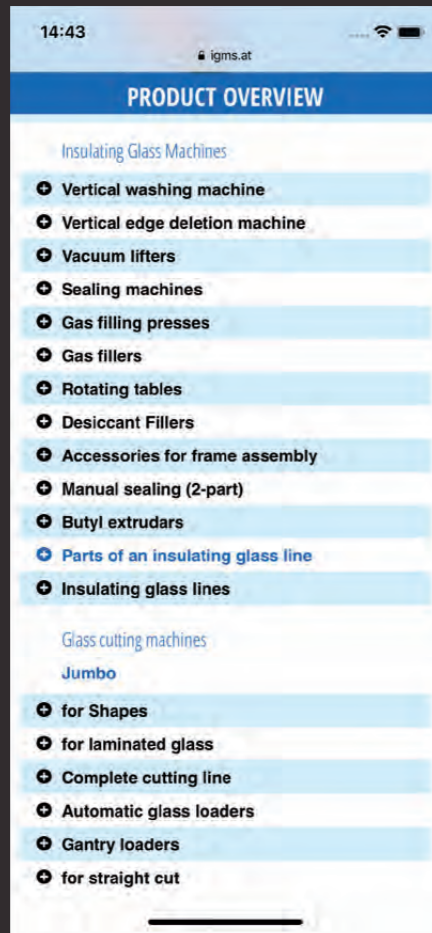 14:43
igms.at
PRODUCT OVERVIEW
Insulating Glass Machines
Vertical washing machine
Vertical edge deletion machine
Vacuum lifters
Sealing machines
Gas filling presses
Gas fillers
Rotating tables
Desiccant Fillers
Accessories for frame assembly
Manual sealing (2-part)
Butyl extrudars
Parts of an insulating glass line
Insulating glass lines
Glass cutting machines
Jumbo
for Shapes
for laminated glass
Complete cutting line
Automatic glass loaders
Gantry loaders
for straight cut